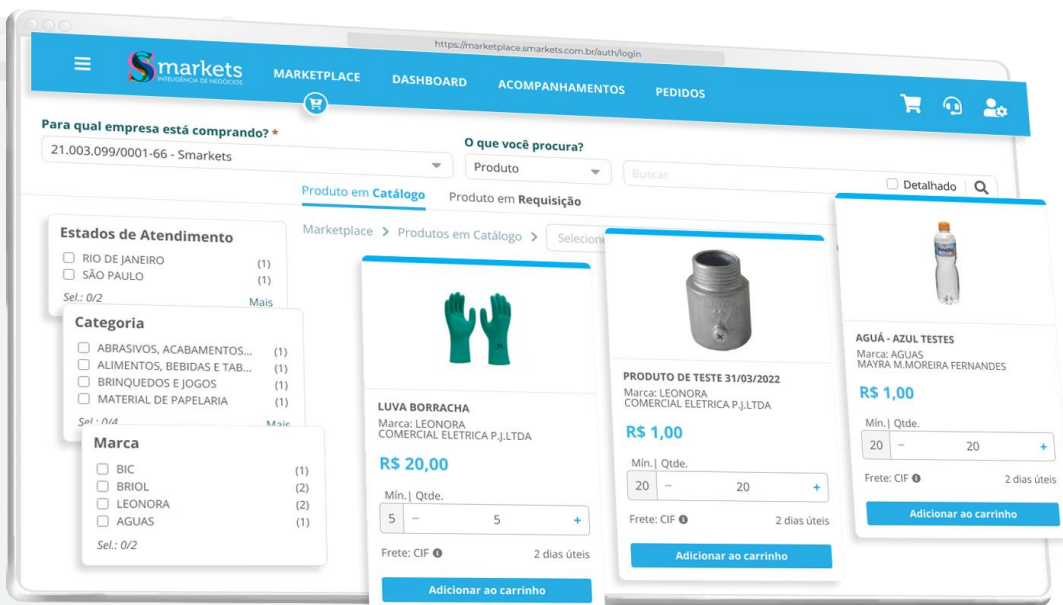 https://marketplace.smarkets.com.br/auth/login
Smarkets
INTELIGÊNCIA DE NEGÓCIOS
MARKETPLACE
DASHBOARD
ACOMPANHAMENTOS
PEDIDOS
Para qual empresa está comprando? *
21.003.099/0001-66 - Smarkets
O que você procura?
Produto
Buscar
Detalhado
Produto em Catálogo
Produto em Requisição
Marketplace > Produtos em Catálogo >
Estados de Atendimento
RIO DE JANEIRO (1)
SÃO PAULO (1)
Sel.: 0/2 Mais
Categoria
ABRASIVOS, ACABAMENTOS... (1)
ALIMENTOS, BEBIDAS E TAB... (1)
BRINQUEDOS E JOGOS (1)
MATERIAL DE PAPELARIA (1)
Sel.: 0/4 Mais
Marca
BIC (1)
BRIOL (2)
LEONORA (2)
AGUAS (1)
Sel.: 0/2
LUVA BORRACHA
Marca: LEONORA
COMERCIAL ELETRICA P.J.LTDA
R$ 20,00
Mín.| Qtde.
5 − 5 +
Frete: CIF 2 dias úteis
Adicionar ao carrinho
PRODUTO DE TESTE 31/03/2022
Marca: LEONORA
COMERCIAL ELETRICA P.J.LTDA
R$ 1,00
Mín.| Qtde.
20 − 20 +
Frete: CIF 2 dias úteis
Adicionar ao carrinho
AGUÁ - AZUL TESTES
Marca: AGUAS
MAYRA M.MOREIRA FERNANDES
R$ 1,00
Mín.| Qtde.
20 − 20 +
Frete: CIF 2 dias úteis
Adicionar ao carrinho